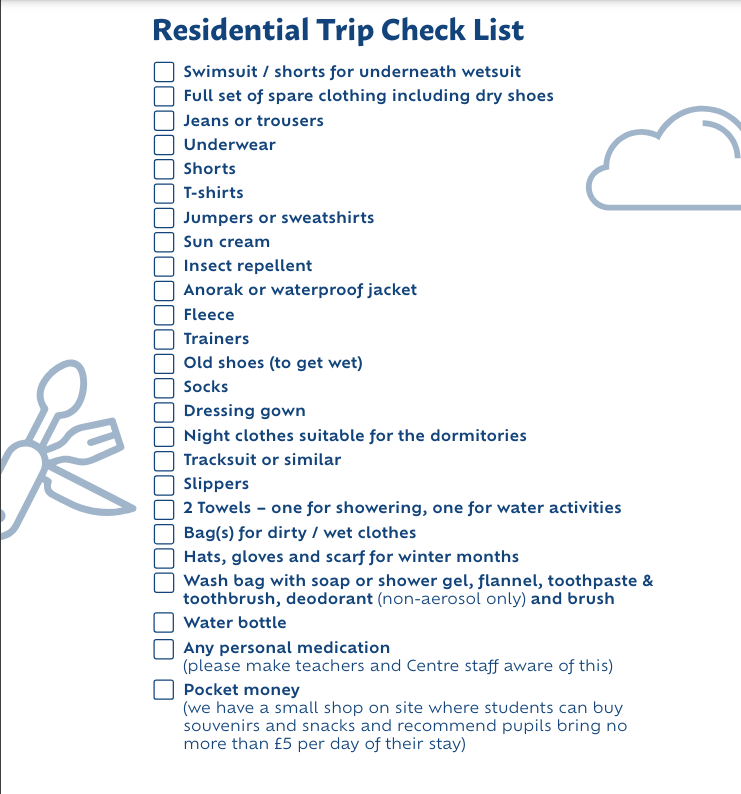 Residential Trip Check List
Swimsuit / shorts for underneath wetsuit
Full set of spare clothing including dry shoes
Jeans or trousers
Underwear
Shorts
T-shirts
Jumpers or sweatshirts
Sun cream
Insect repellent
Anorak or waterproof jacket
Fleece
Trainers
Old shoes (to get wet)
Socks
Dressing gown
Night clothes suitable for the dormitories
Tracksuit or similar
Slippers
2 Towels – one for showering, one for water activities
Bag(s) for dirty / wet clothes
Hats, gloves and scarf for winter months
Wash bag with soap or shower gel, flannel, toothpaste &
toothbrush, deodorant (non-aerosol only) and brush
Water bottle
Any personal medication
(please make teachers and Centre staff aware of this)
Pocket money
(we have a small shop on site where students can buy
souvenirs and snacks and recommend pupils bring no
more than £5 per day of their stay)